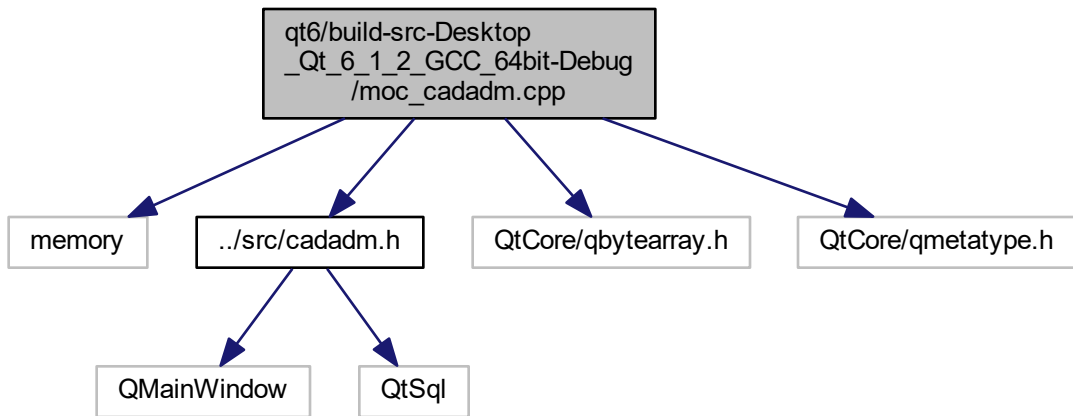 qt6/build-src-Desktop
_Qt_6_1_2_GCC_64bit-Debug
/moc_cadadm.cpp
memory
../src/cadadm.h
QtCore/qbytearray.h
QtCore/qmetatype.h
QMainWindow
QtSql